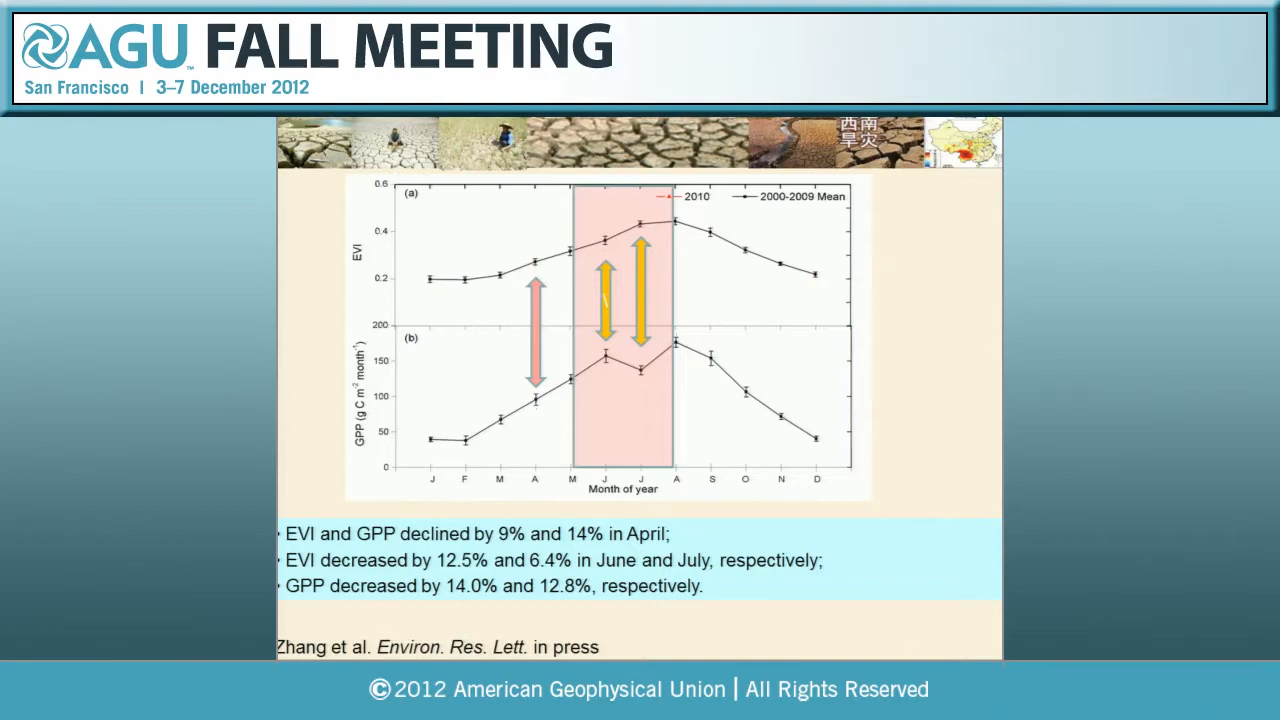 AGU FALL MEETING
San Francisco | 3–7 December 2012
西南
旱灾
0.6
(a)
2010
2000-2009 Mean
0.4
EVI
0.2
200
(b)
150
GPP (g C m-2 month-1)
100
50
0
J F M A M J J A S O N D
Month of year
• EVI and GPP declined by 9% and 14% in April;
• EVI decreased by 12.5% and 6.4% in June and July, respectively;
• GPP decreased by 14.0% and 12.8%, respectively.
Zhang et al. Environ. Res. Lett. in press
©2012 American Geophysical Union | All Rights Reserved